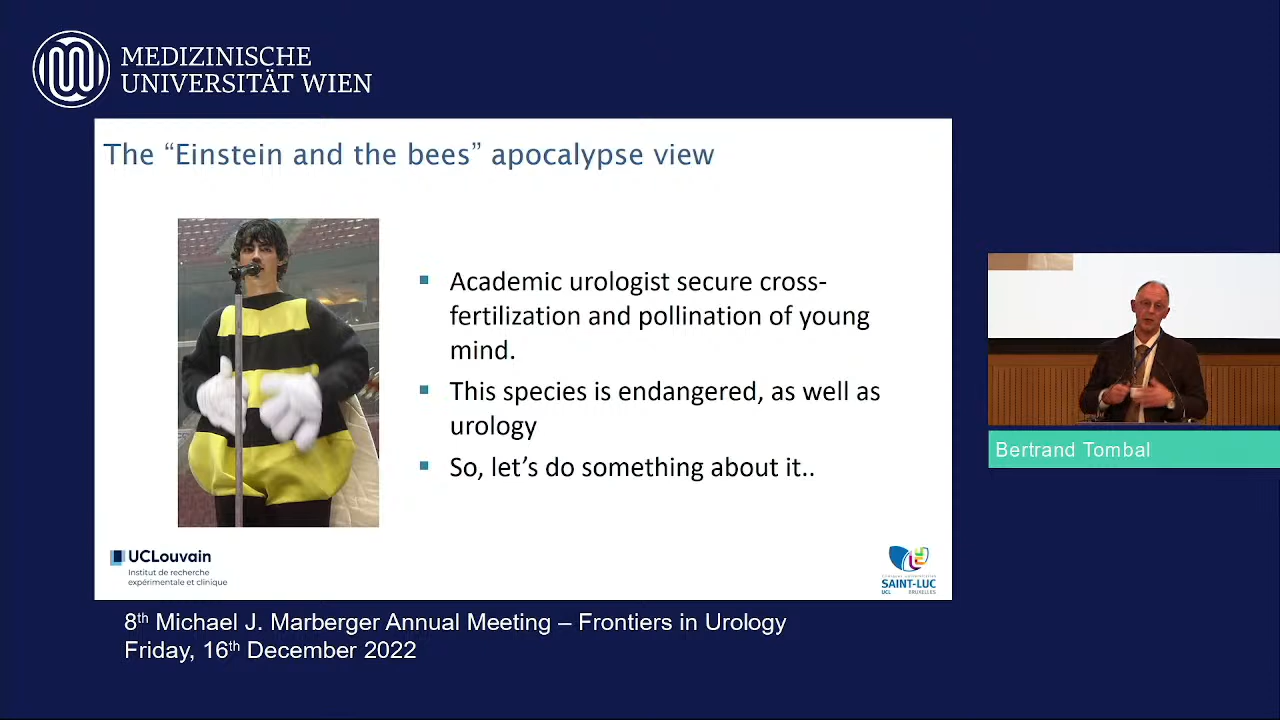 MEDIZINISCHE
UNIVERSITÄT WIEN
The “Einstein and the bees” apocalypse view
Academic urologist secure cross-
fertilization and pollination of young
mind.
This species is endangered, as well as
urology
So, let’s do something about it..
Bertrand Tombal
UCLouvain
Institut de recherche
expérimentale et clinique
SAINT-LUC
UCL BRUXELLES
8th Michael J. Marberger Annual Meeting – Frontiers in Urology
Friday, 16th December 2022